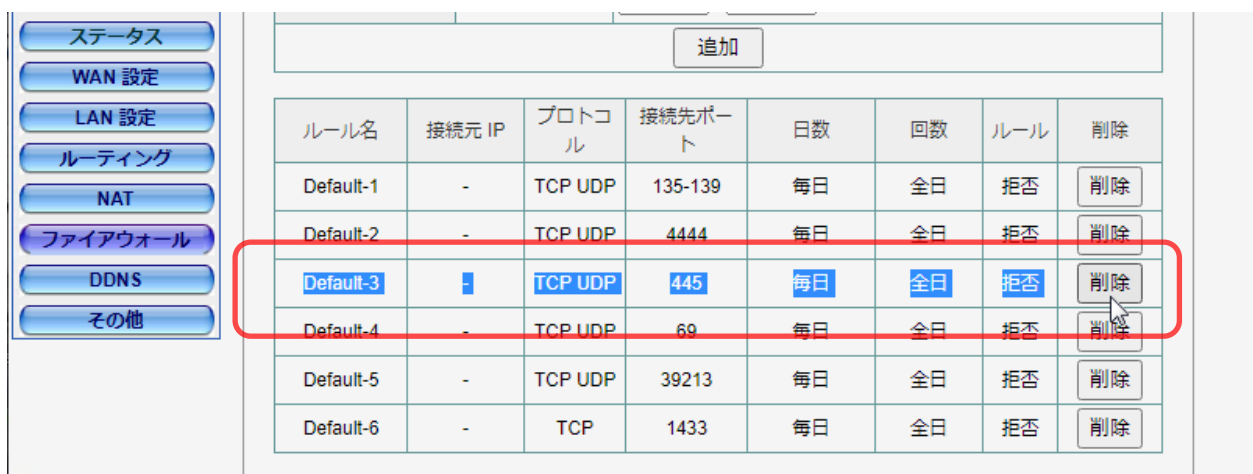 ステータス
WAN 設定
LAN 設定
ルーティング
NAT
ファイアウォール
DDNS
その他
追加
ルール名 接続元 IP プロトコル 接続先ポート 日数 回数 ルール 削除
Default-1 - TCP UDP 135-139 毎日 全日 拒否 削除
Default-2 - TCP UDP 4444 毎日 全日 拒否 削除
Default-3 - TCP UDP 445 毎日 全日 拒否 削除
Default-4 - TCP UDP 69 毎日 全日 拒否 削除
Default-5 - TCP UDP 39213 毎日 全日 拒否 削除
Default-6 - TCP 1433 毎日 全日 拒否 削除